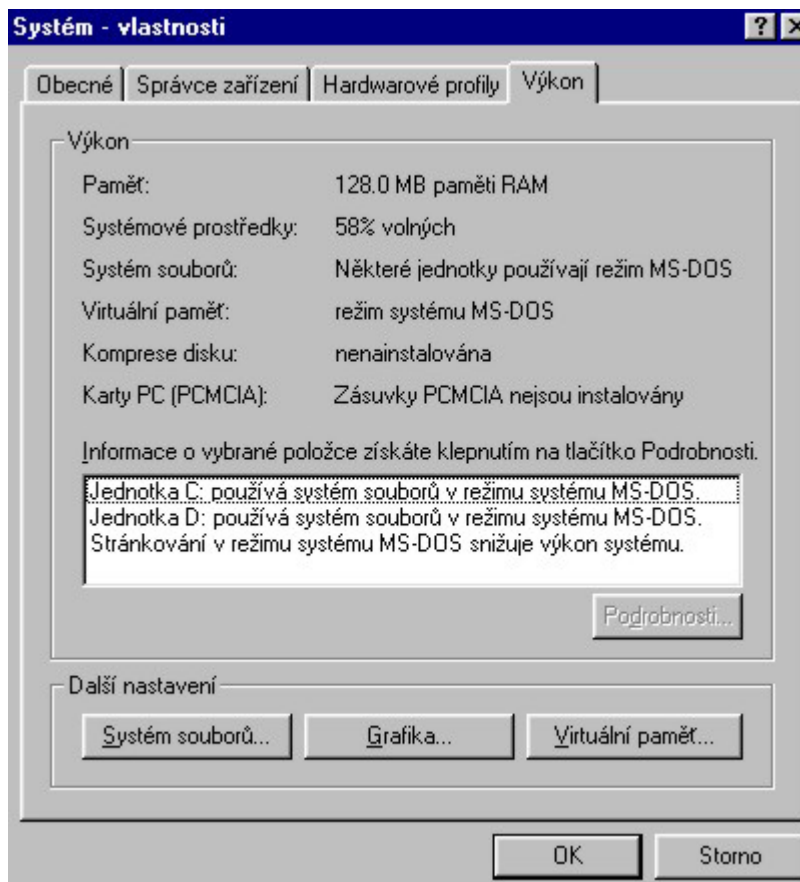 Systém - vlastnosti
Obecné Správce zařízení Hardwarové profily Výkon
Výkon
Paměť: 128.0 MB paměti RAM
Systémové prostředky: 58% volných
Systém souborů: Některé jednotky používají režim MS-DOS
Virtuální paměť: režim systému MS-DOS
Komprese disku: nenainstalována
Karty PC (PCMCIA): Zásuvky PCMCIA nejsou instalovány
Informace o vybrané položce získáte klepnutím na tlačítko Podrobnosti.
Jednotka C: používá systém souborů v režimu systému MS-DOS.
Jednotka D: používá systém souborů v režimu systému MS-DOS.
Stránkování v režimu systému MS-DOS snižuje výkon systému.
Podrobnosti...
Další nastavení
Systém souborů... Grafika... Virtuální paměť...
OK Storno